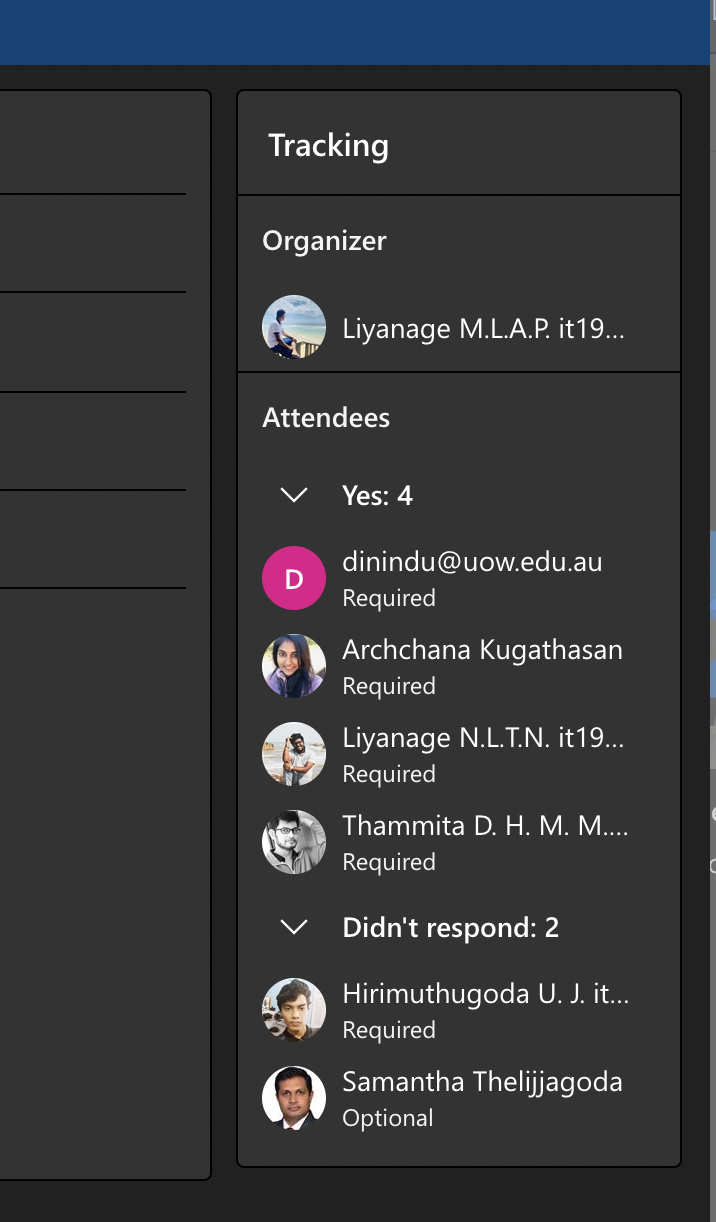 Tracking
Organizer
Liyanage M.L.A.P. it19...
Attendees
Yes: 4
D
dinindu@uow.edu.au
Required
Archchana Kugathasan
Required
Liyanage N.L.T.N. it19...
Required
Thammita D. H. M. M....
Required
Didn't respond: 2
Hirimuthugoda U. J. it...
Required
Samantha Thelijjagoda
Optional